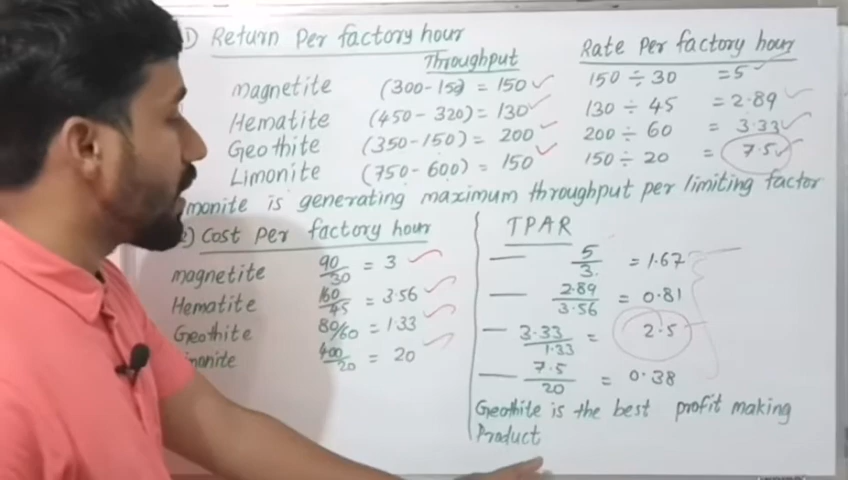 1) Return Per factory hour
Throughput
magnetite (300-150) = 150 ✓
Hematite (450-320) = 130 ✓
Geothite (350-150) = 200 ✓
Limonite (750-600) = 150 ✓
Rate Per factory hour
150 ÷ 30 = 5 ✓
130 ÷ 45 = 2.89 ✓
200 ÷ 60 = 3.33 ✓
150 ÷ 20 = 7.5 ✓
monite is generating maximum throughput per limiting factor
2) Cost Per factory hour
magnetite 90/30 = 3 ✓
Hematite 160/45 = 3.56 ✓
Geothite 80/60 = 1.33 ✓
monite 400/20 = 20 ✓
TPAR
— 5/3. = 1.67
— 2.89/3.56 = 0.81
— 3.33/1.33 = 2.5
— 7.5/20 = 0.38
Geothite is the best profit making
Product